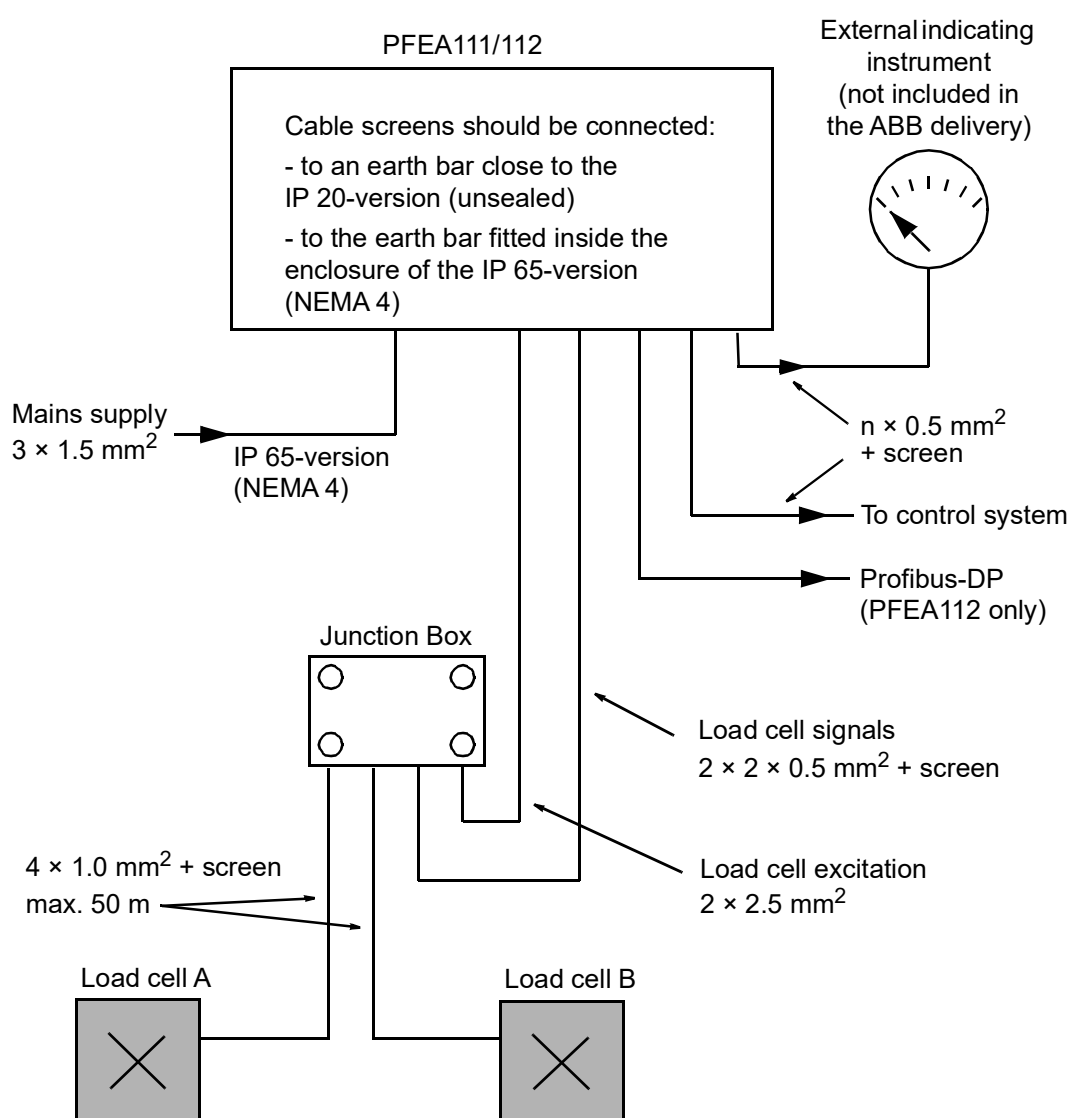 PFEA111/112
External indicating
instrument
(not included in
the ABB delivery)
Cable screens should be connected:
- to an earth bar close to the
IP 20-version (unsealed)
- to the earth bar fitted inside the
enclosure of the IP 65-version
(NEMA 4)
Mains supply
3 × 1.5 mm²
IP 65-version
(NEMA 4)
n × 0.5 mm²
+ screen
To control system
Profibus-DP
(PFEA112 only)
Junction Box
Load cell signals
2 × 2 × 0.5 mm² + screen
Load cell excitation
2 × 2.5 mm²
4 × 1.0 mm² + screen
max. 50 m
Load cell A
Load cell B